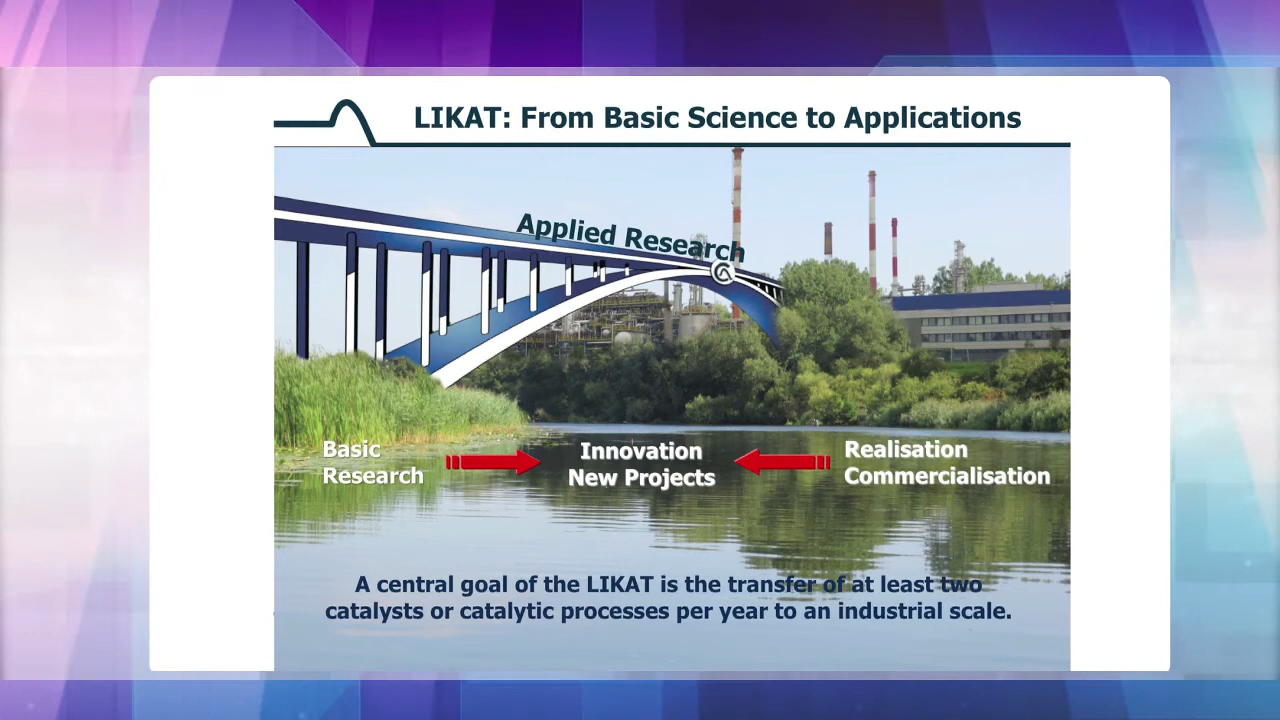 LIKAT: From Basic Science to Applications
Applied Research
Basic
Research
Innovation
New Projects
Realisation
Commercialisation
A central goal of the LIKAT is the transfer of at least two
catalysts or catalytic processes per year to an industrial scale.